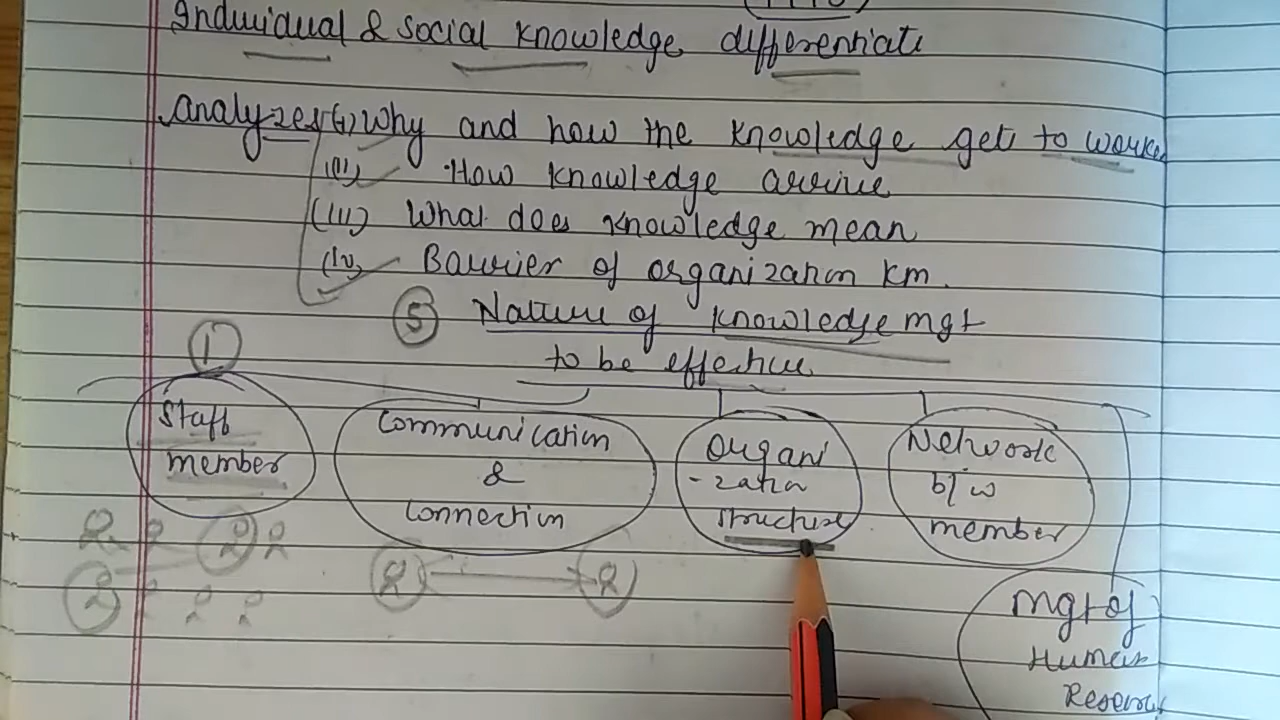 Individual & social knowledge differentiate
Analyzes (i) Why and how the knowledge get to worke
(ii) How knowledge arrive
(iii) What does knowledge mean
(iv) Barrier of organization km.
⑤ Nature of knowledge mgt
to be effective
①
Staff
member
Communication
&
Connection
Organi
-zation
structure
Network
b/w
member
mgt of
Human